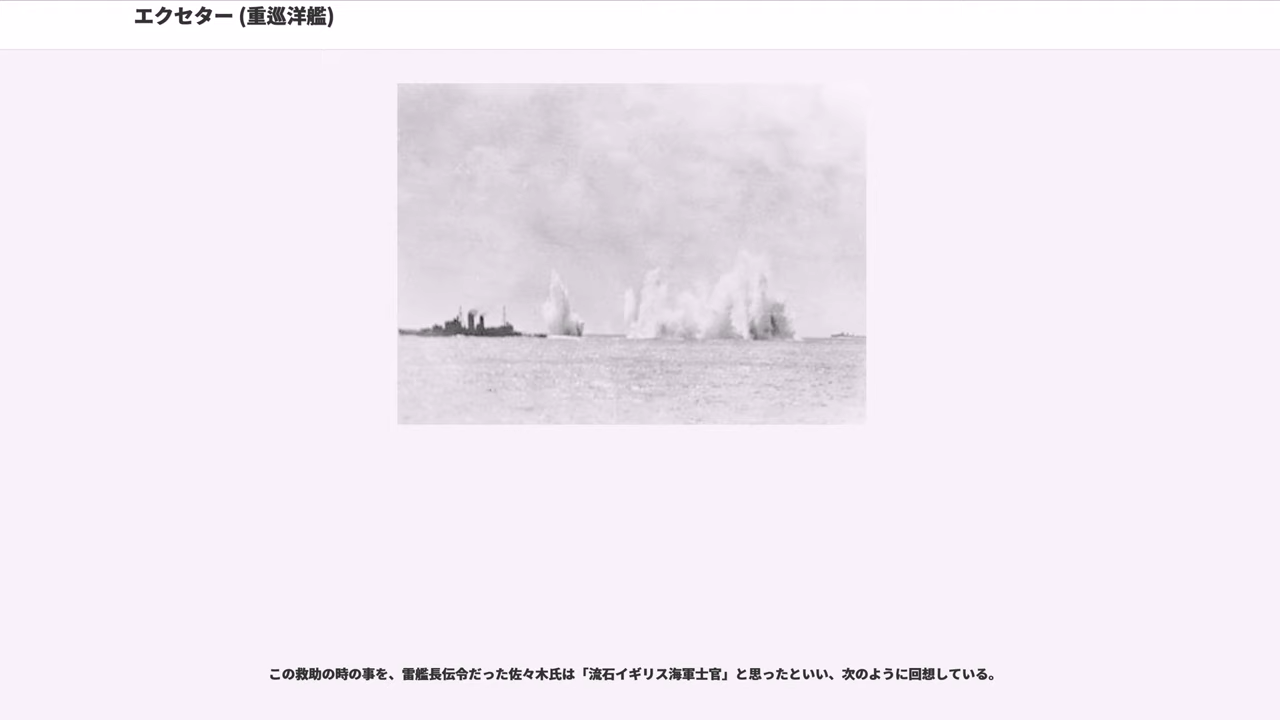 エクセター (重巡洋艦)
この救助の時の事を、雷艦長伝令だった佐々木氏は「流石イギリス海軍士官」と思ったといい、次のように回想している。